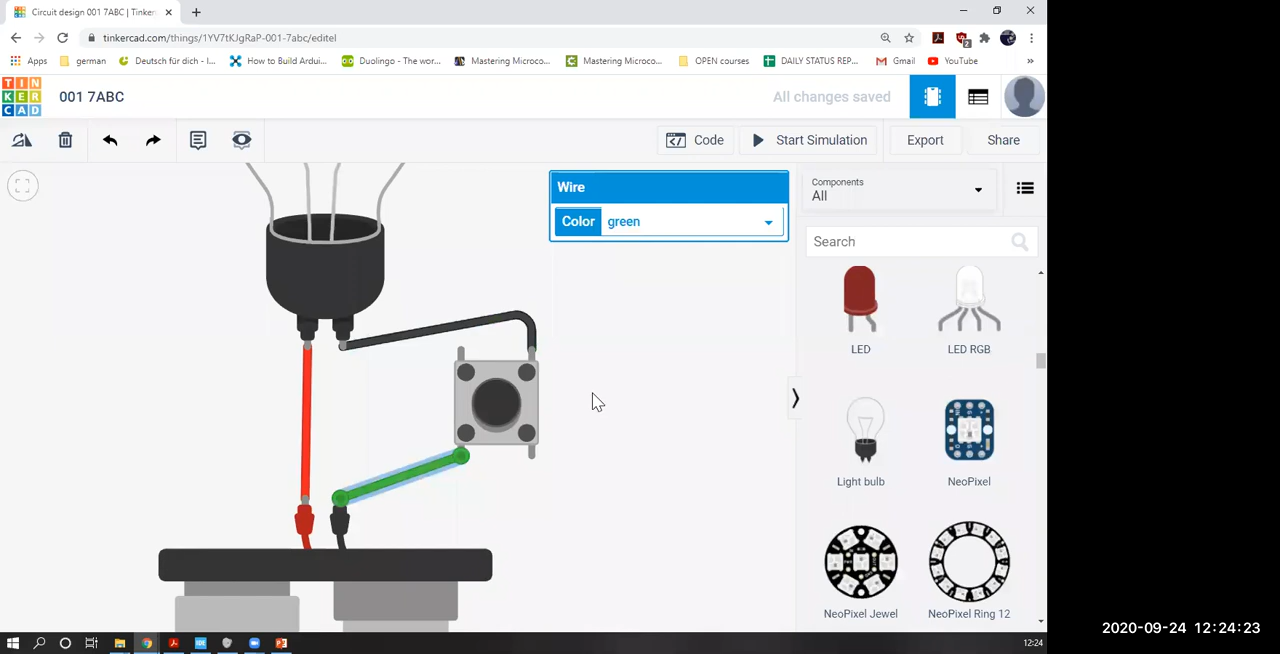 Circuit design 001 7ABC | Tinker
tinkercad.com/things/1YV7tKJgRaP-001-7abc/editel
Apps
german
Deutsch für dich - I...
How to Build Arduin...
Duolingo - The wor...
Mastering Microco...
Mastering Microco...
OPEN courses
DAILY STATUS REP...
Gmail
YouTube
»
TIN
KER
CAD
001 7ABC
All changes saved
Code
Start Simulation
Export
Share
Wire
Color green
Components
All
Search
LED
LED RGB
Light bulb
NeoPixel
NeoPixel Jewel
NeoPixel Ring 12
12:24
2020-09-24 12:24:23